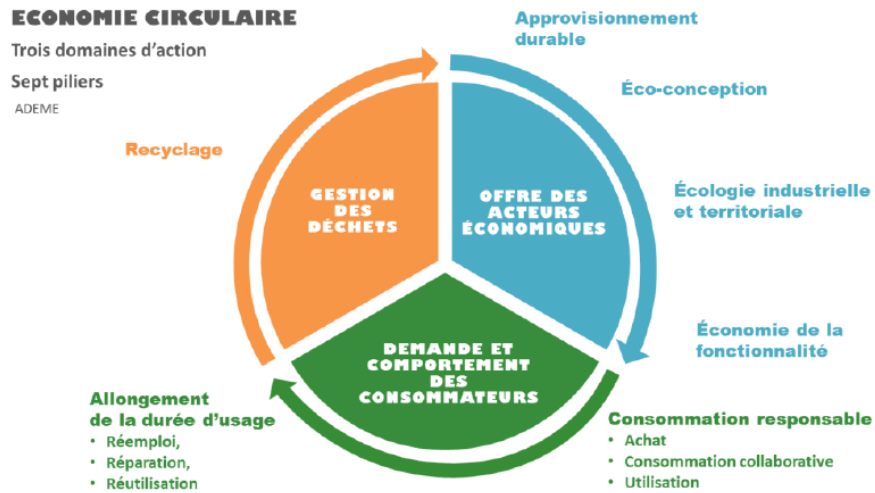 ECONOMIE CIRCULAIRE
Trois domaines d'action
Sept piliers
ADEME
Approvisionnement
durable
Éco-conception
Écologie industrielle
et territoriale
Économie de la
fonctionnalité
OFFRE DES
ACTEURS
ÉCONOMIQUES
Recyclage
GESTION
DES
DÉCHETS
DEMANDE ET
COMPORTEMENT
DES
CONSOMMATEURS
Consommation responsable
• Achat
• Consommation collaborative
• Utilisation
Allongement
de la durée d'usage
• Réemploi,
• Réparation,
• Réutilisation